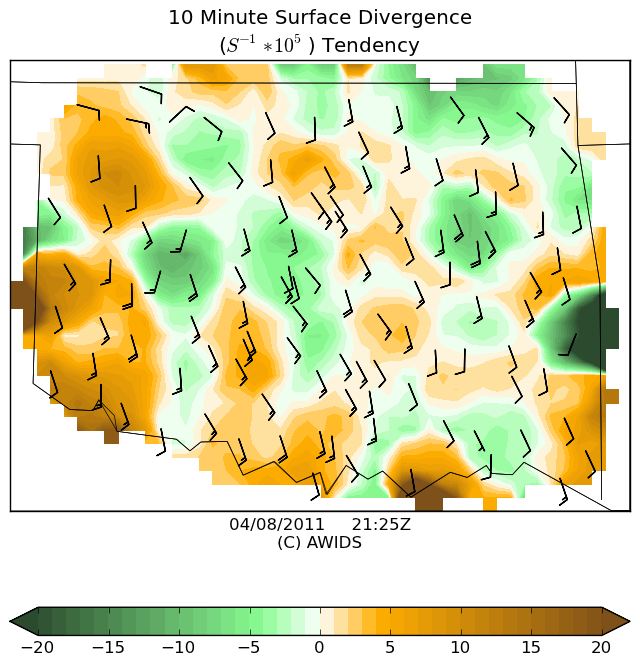 10 Minute Surface Divergence
(S⁻¹ ∗ 10⁵ ) Tendency
04/08/2011 21:25Z
(C) AWIDS
−20 −15 −10 −5 0 5 10 15 20